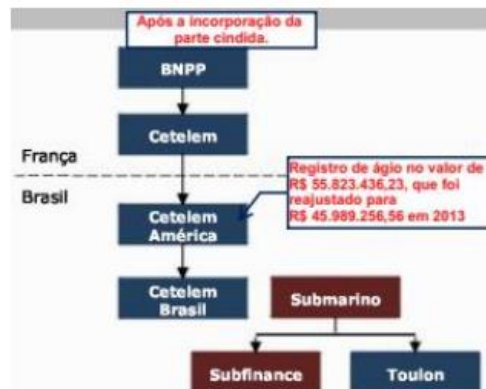 Após a incorporação da
parte cindida.
BNPP
Cetelem
França
Brasil
Registro de ágio no valor de
R$ 55.823.436,23, que foi
reajustado para
R$ 45.989.256,56 em 2013
Cetelem
América
Cetelem
Brasil
Submarino
Subfinance
Toulon